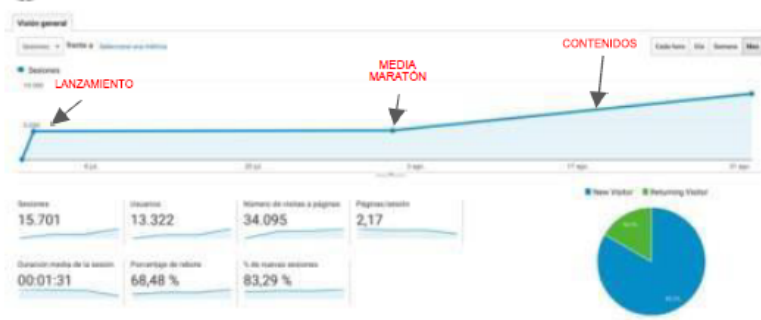 Visión general
Sesiones frente a Seleccionar una métrica
Cada hora Día Semana Mes
Sesiones
LANZAMIENTO
MEDIA
MARATÓN
CONTENIDOS
New Visitor Returning Visitor
Sesiones
15.701
Usuarios
13.322
Número de visitas a páginas
34.095
Páginas/sesión
2,17
Duración media de la sesión
00:01:31
Porcentaje de rebote
68,48 %
% de nuevas sesiones
83,29 %